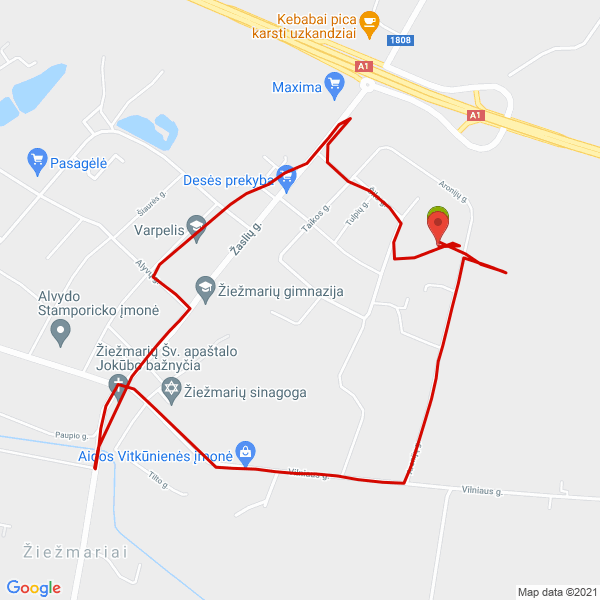 Kebabai pica
karsti uzkandziai
1808
A1
Maxima
A1
Pasagėlė
Desės prekyba
Aronijų g.
Šiaurės g.
Taikos g.
Tulpių g.
Varpelis
Žaslių g.
Alyvų g.
Alvydo
Stamporicko įmonė
Žiežmarių gimnazija
Žiežmarių Šv. apaštalo
Jokūbo bažnyčia
Žiežmarių sinagoga
Paupio g.
Aidos Vitkūnienės įmonė
Tilto g.
Vilniaus g.
Vilniaus g.
Žiežmariai
Google
Map data ©2021